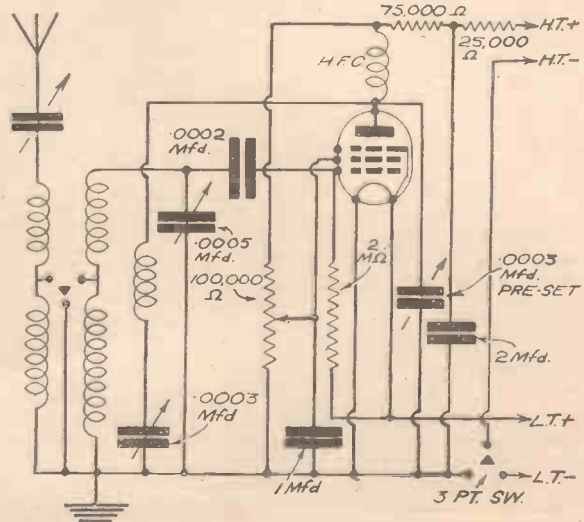 75,000 Ω
H.T.+
25,000
Ω
H.T.-
H.F.C.
.0002
Mfd.
.0005
Mfd.
100,000
Ω
2
MΩ
.0003
Mfd.
PRE-SET
2 Mfd.
.0003
Mfd
1 Mfd
L.T.+
L.T.-
3 PT. SW.